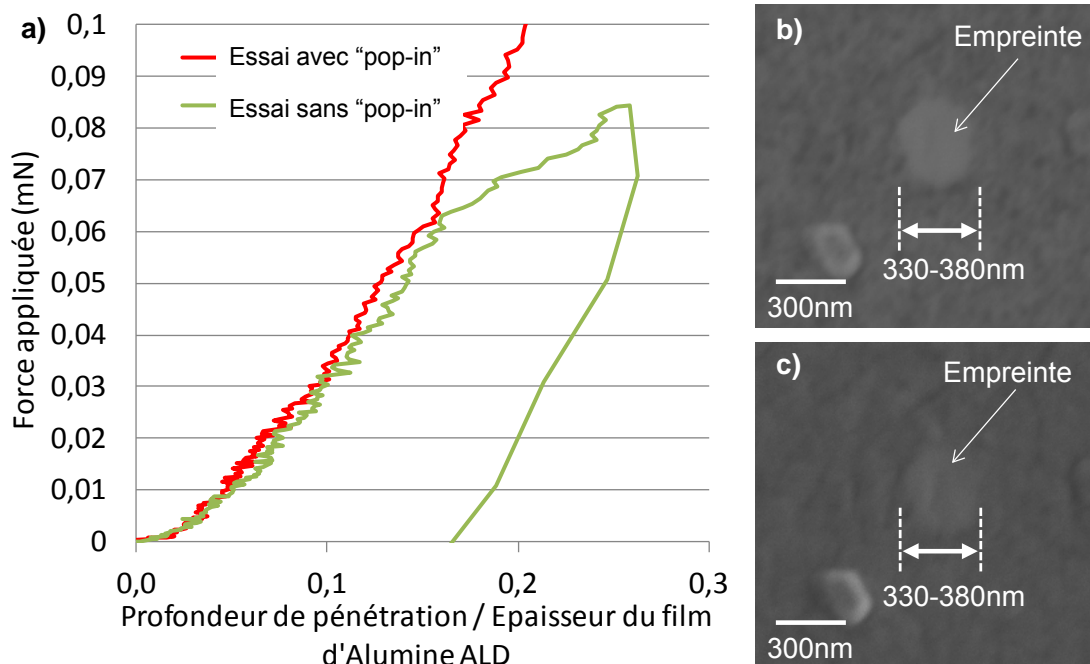 a)
Force appliquée (mN)
0,1
0,09
0,08
0,07
0,06
0,05
0,04
0,03
0,02
0,01
0
Essai avec “pop-in”
Essai sans “pop-in”
0,0 0,1 0,2 0,3
Profondeur de pénétration / Epaisseur du film
d'Alumine ALD
b)
Empreinte
330-380nm
300nm
c)
Empreinte
330-380nm
300nm